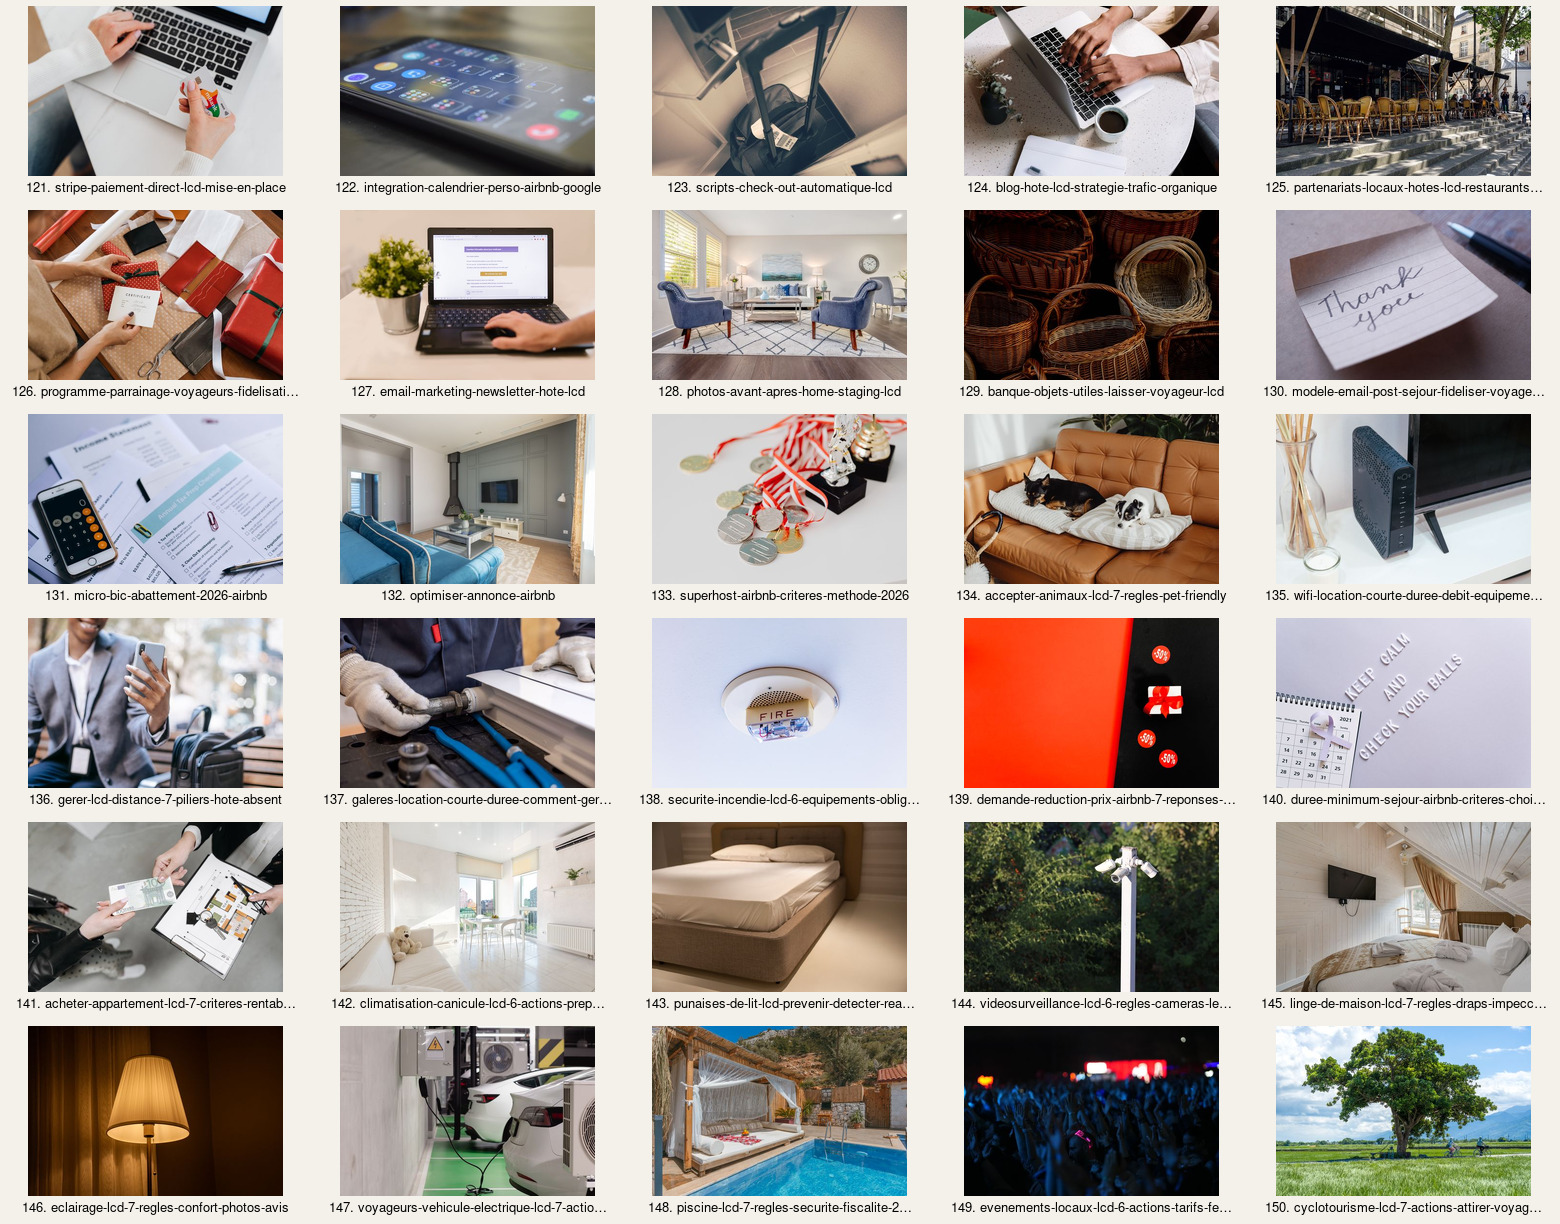 121. stripe-paiement-direct-lcd-mise-en-place
122. integration-calendrier-perso-airbnb-google
123. scripts-check-out-automatique-lcd
124. blog-hote-lcd-strategie-trafic-organique
125. partenariats-locaux-hotes-lcd-restaurants…
CERTIFICATE
Thank
you
126. programme-parrainage-voyageurs-fidelisati…
127. email-marketing-newsletter-hote-lcd
128. photos-avant-apres-home-staging-lcd
129. banque-objets-utiles-laisser-voyageur-lcd
130. modele-email-post-sejour-fideliser-voyage…
Income Statement
Annual Tax Prep Checklist
131. micro-bic-abattement-2026-airbnb
132. optimiser-annonce-airbnb
133. superhost-airbnb-criteres-methode-2026
134. accepter-animaux-lcd-7-regles-pet-friendly
135. wifi-location-courte-duree-debit-equipeme…
FIRE
-50%
-50%
-50%
KEEP CALM
AND
CHECK YOUR BALLS
2021
136. gerer-lcd-distance-7-piliers-hote-absent
137. galeres-location-courte-duree-comment-ger…
138. securite-incendie-lcd-6-equipements-oblig…
139. demande-reduction-prix-airbnb-7-reponses-…
140. duree-minimum-sejour-airbnb-criteres-choi…
141. acheter-appartement-lcd-7-criteres-rentab…
142. climatisation-canicule-lcd-6-actions-prep…
143. punaises-de-lit-lcd-prevenir-detecter-rea…
144. videosurveillance-lcd-6-regles-cameras-le…
145. linge-de-maison-lcd-7-regles-draps-impecc…
146. eclairage-lcd-7-regles-confort-photos-avis
147. voyageurs-vehicule-electrique-lcd-7-actio…
148. piscine-lcd-7-regles-securite-fiscalite-2…
149. evenements-locaux-lcd-6-actions-tarifs-fe…
150. cyclotourisme-lcd-7-actions-attirer-voyag…